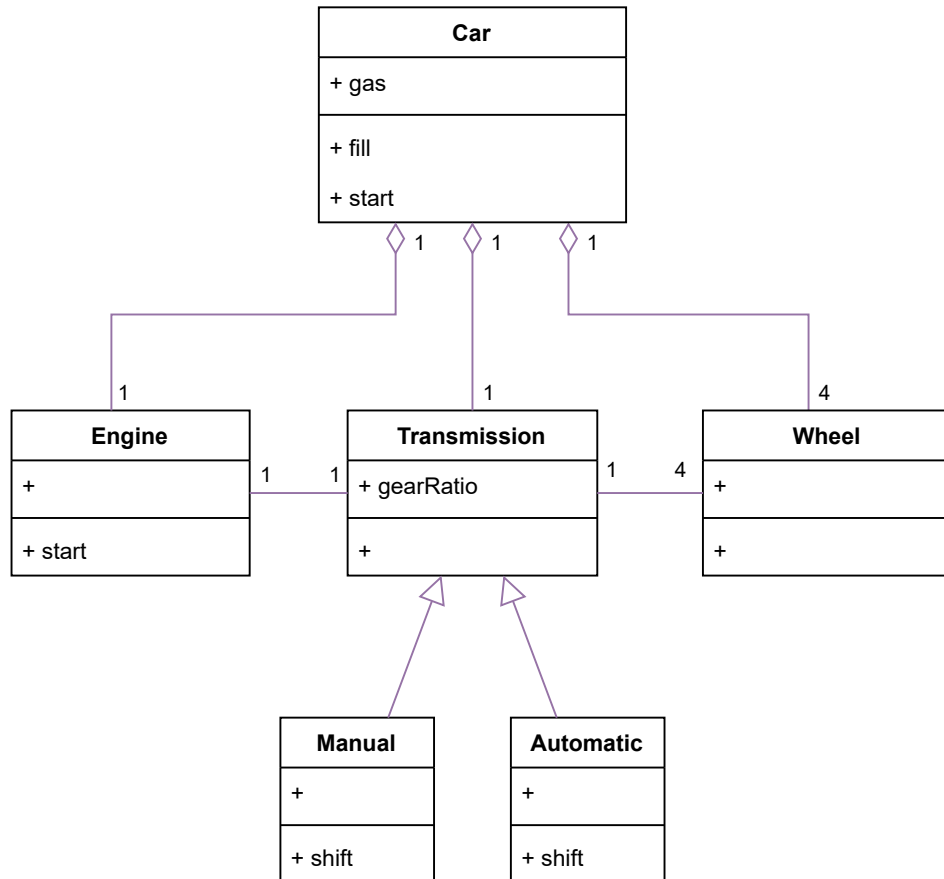 Car
+ gas
+ fill
+ start
1
1
1
1
1
4
Engine
+
+ start
1
1
Transmission
+ gearRatio
+
1
4
Wheel
+
+
Manual
+
+ shift
Automatic
+
+ shift